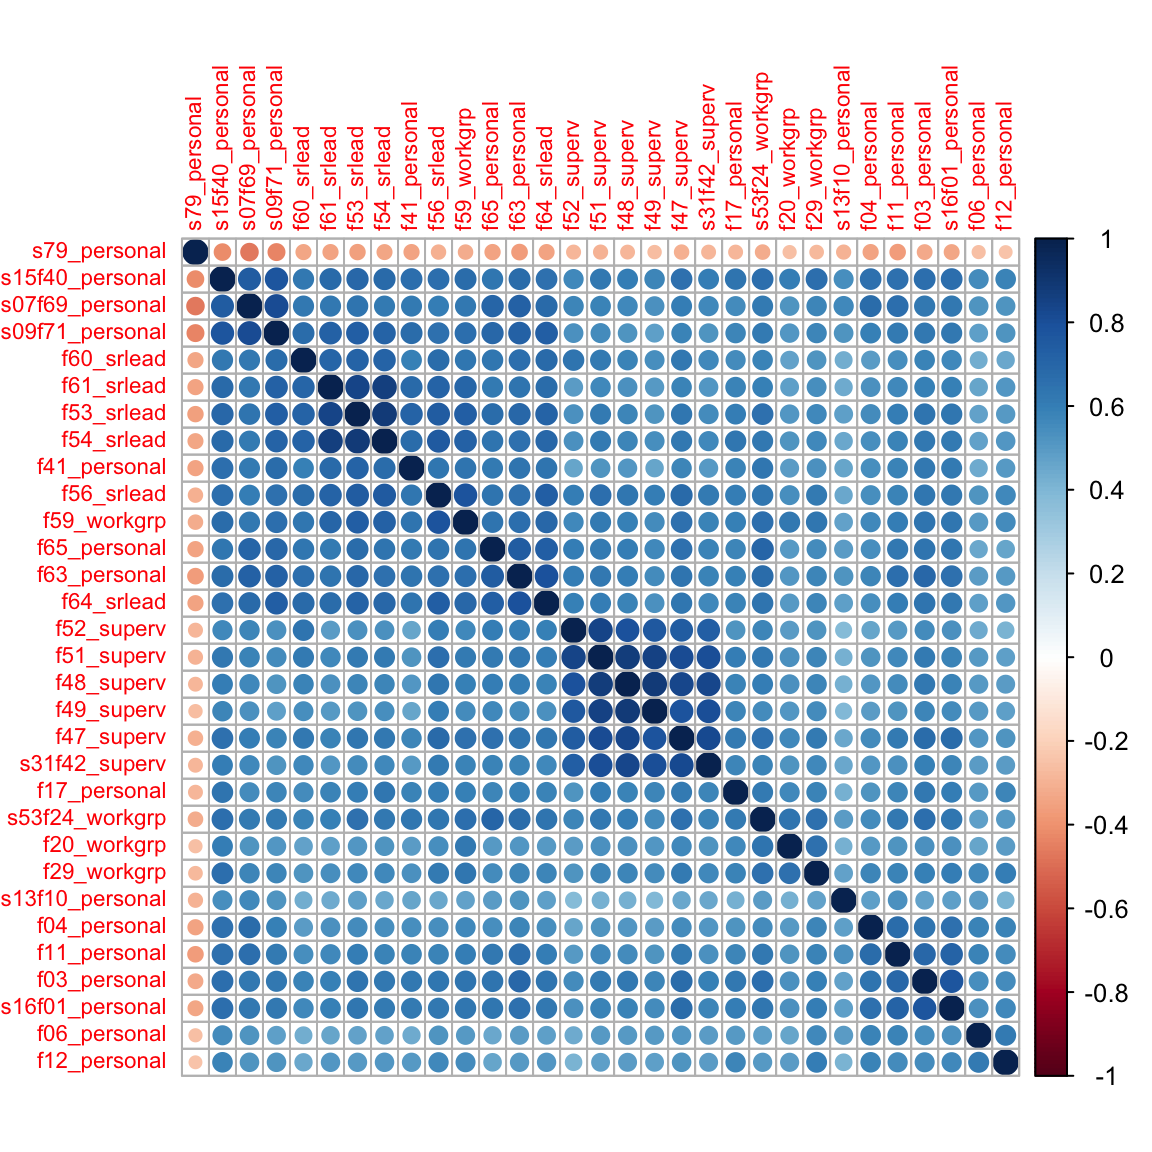 s79_personal
s15f40_personal
s07f69_personal
s09f71_personal
f60_srlead
f61_srlead
f53_srlead
f54_srlead
f41_personal
f56_srlead
f59_workgrp
f65_personal
f63_personal
f64_srlead
f52_superv
f51_superv
f48_superv
f49_superv
f47_superv
s31f42_superv
f17_personal
s53f24_workgrp
f20_workgrp
f29_workgrp
s13f10_personal
f04_personal
f11_personal
f03_personal
s16f01_personal
f06_personal
f12_personal
s79_personal
s15f40_personal
s07f69_personal
s09f71_personal
f60_srlead
f61_srlead
f53_srlead
f54_srlead
f41_personal
f56_srlead
f59_workgrp
f65_personal
f63_personal
f64_srlead
f52_superv
f51_superv
f48_superv
f49_superv
f47_superv
s31f42_superv
f17_personal
s53f24_workgrp
f20_workgrp
f29_workgrp
s13f10_personal
f04_personal
f11_personal
f03_personal
s16f01_personal
f06_personal
f12_personal
1
0.8
0.6
0.4
0.2
0
-0.2
-0.4
-0.6
-0.8
-1